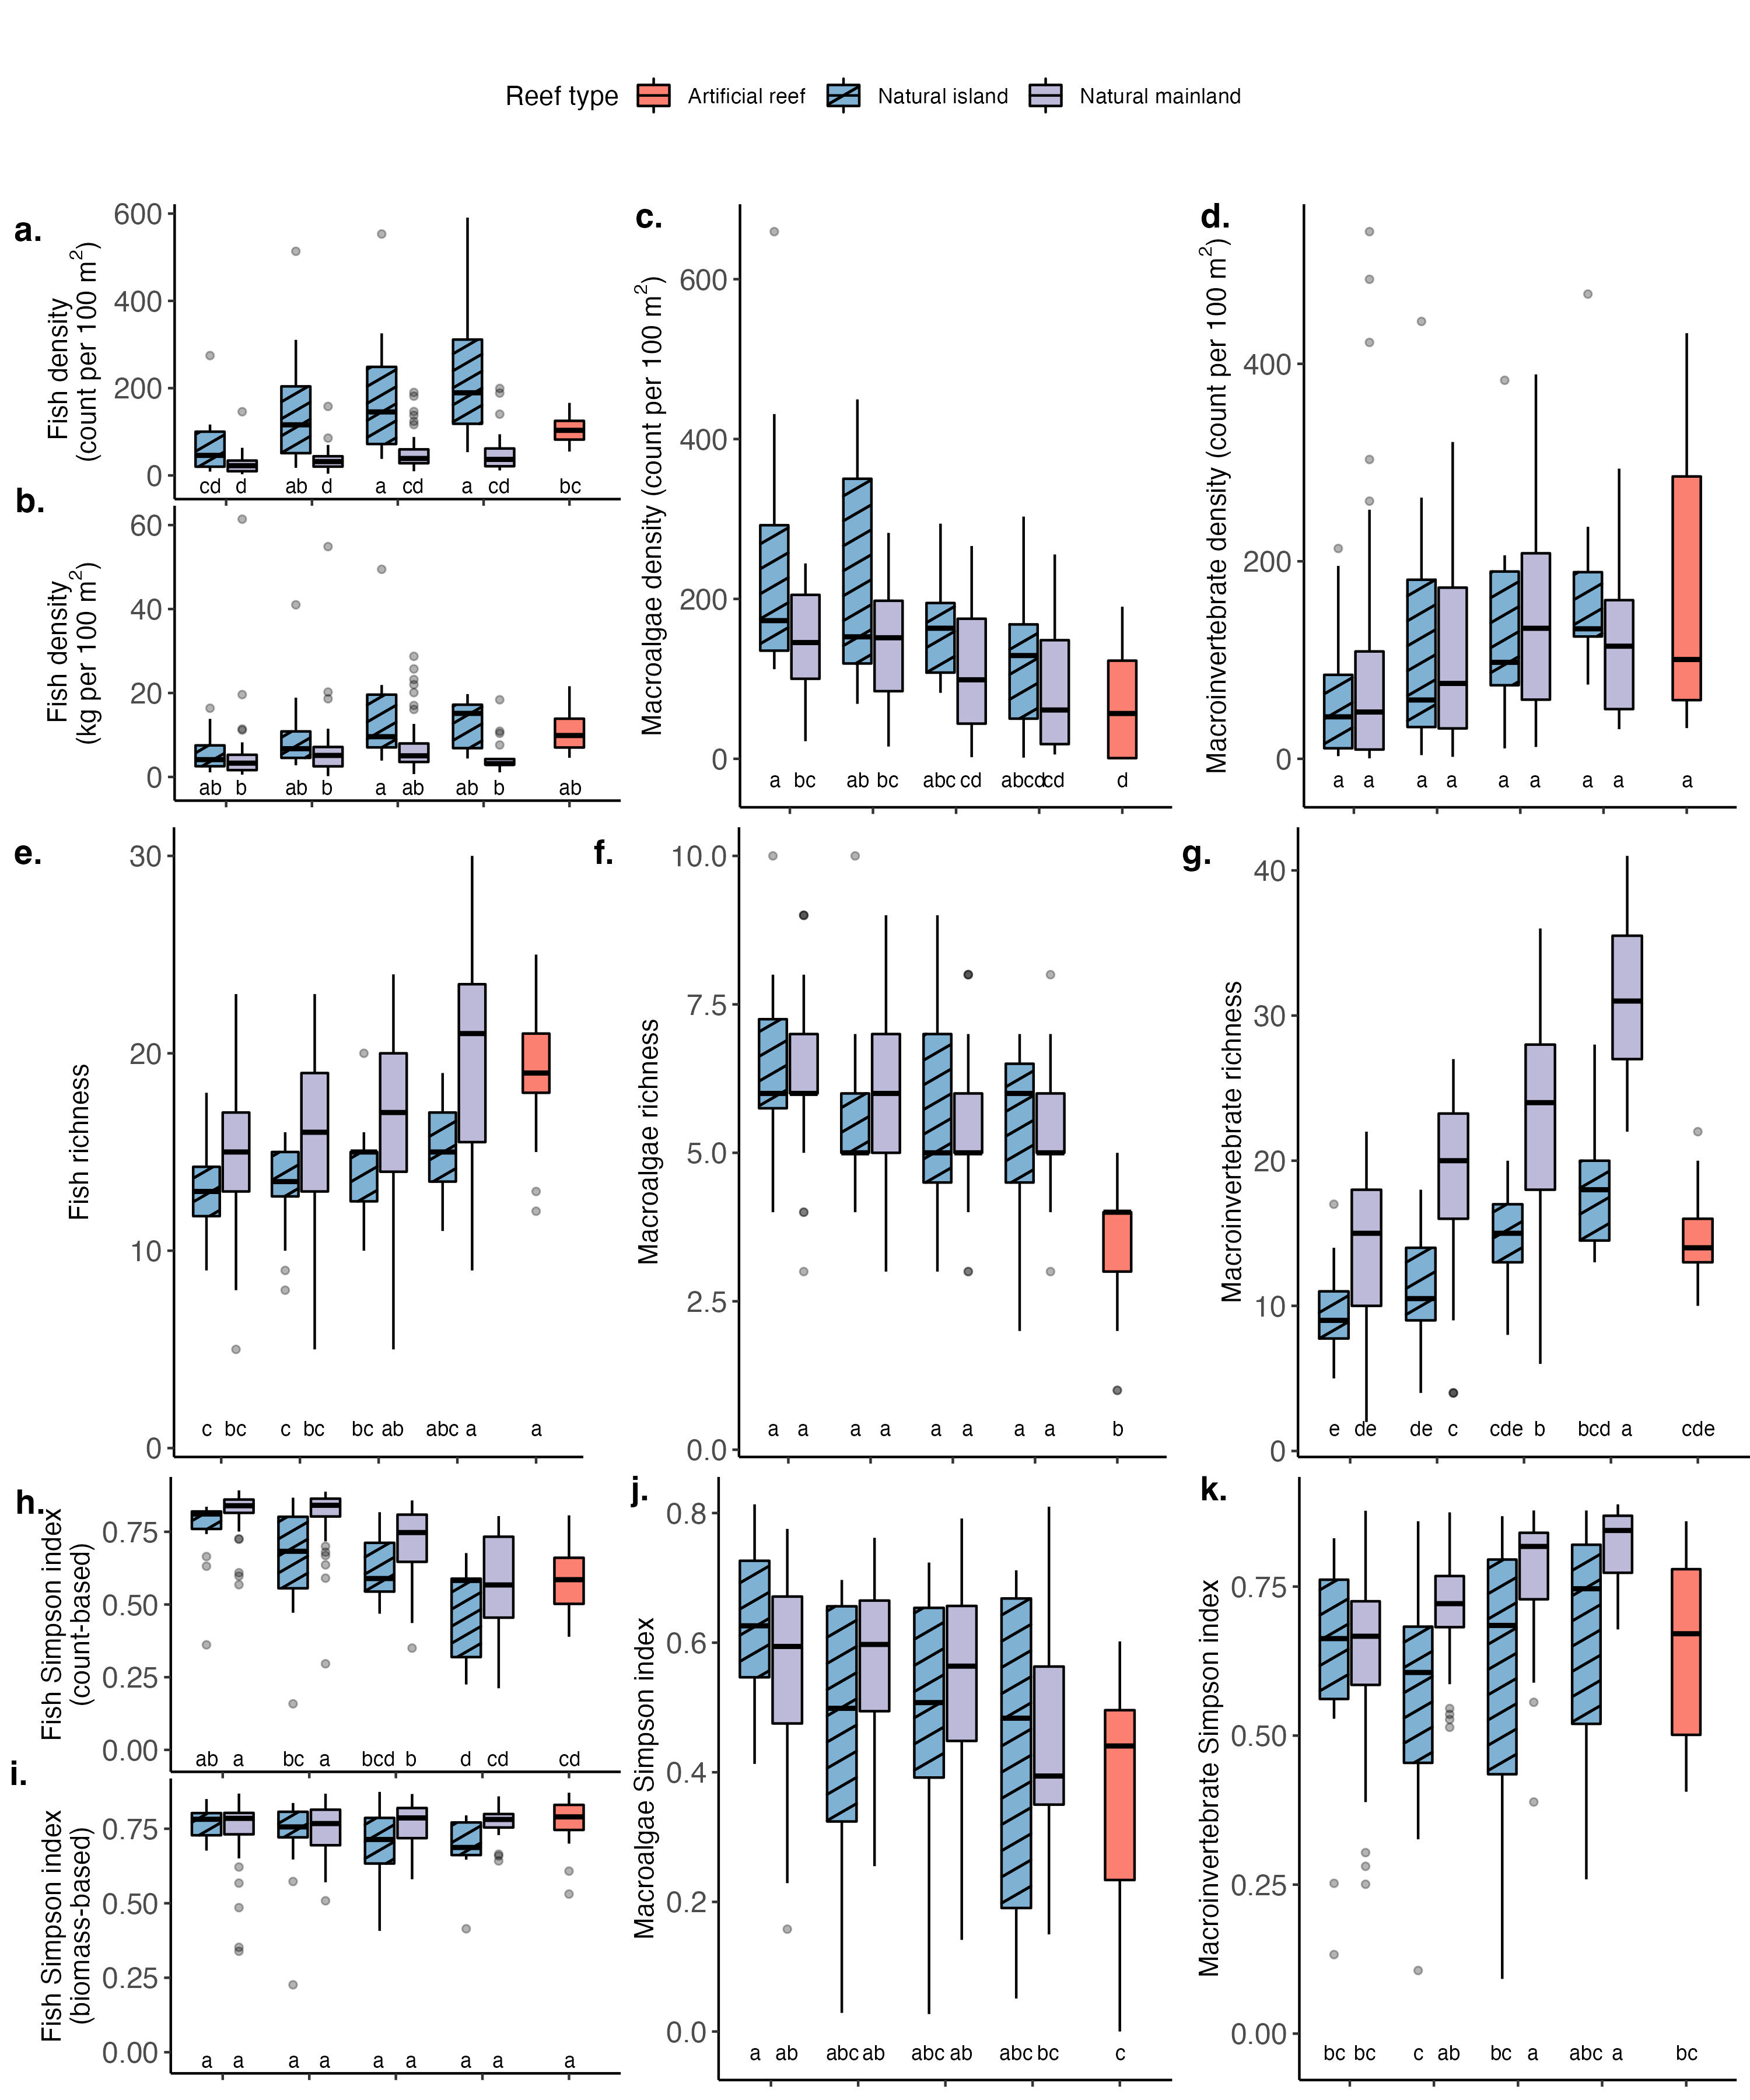 Reef type Artificial reef Natural island Natural mainland
a.
Fish density
(count per 100 m²)
600
400
200
0
cd d ab d a cd a cd bc
b.
Fish density
(kg per 100 m²)
60
40
20
0
ab b ab b a ab ab b ab
c.
Macroalgae density (count per 100 m²)
600
400
200
0
a bc ab bc abc cd abcd cd d
d.
Macroinvertebrate density (count per 100 m²)
400
200
0
a a a a a a a a a
e.
Fish richness
30
20
10
0
c bc c bc bc ab abc a a
f.
Macroalgae richness
10.0
7.5
5.0
2.5
0.0
a a a a a a a a b
g.
Macroinvertebrate richness
40
30
20
10
0
e de de c cde b bcd a cde
h.
Fish Simpson index
(count-based)
0.75
0.50
0.25
0.00
ab a bc a bcd b d cd cd
i.
Fish Simpson index
(biomass-based)
0.75
0.50
0.25
0.00
a a a a a a a a a
j.
Macroalgae Simpson index
0.8
0.6
0.4
0.2
0.0
a ab abc ab abc ab abc bc c
k.
Macroinvertebrate Simpson index
0.75
0.50
0.25
0.00
bc bc c ab bc a abc a bc